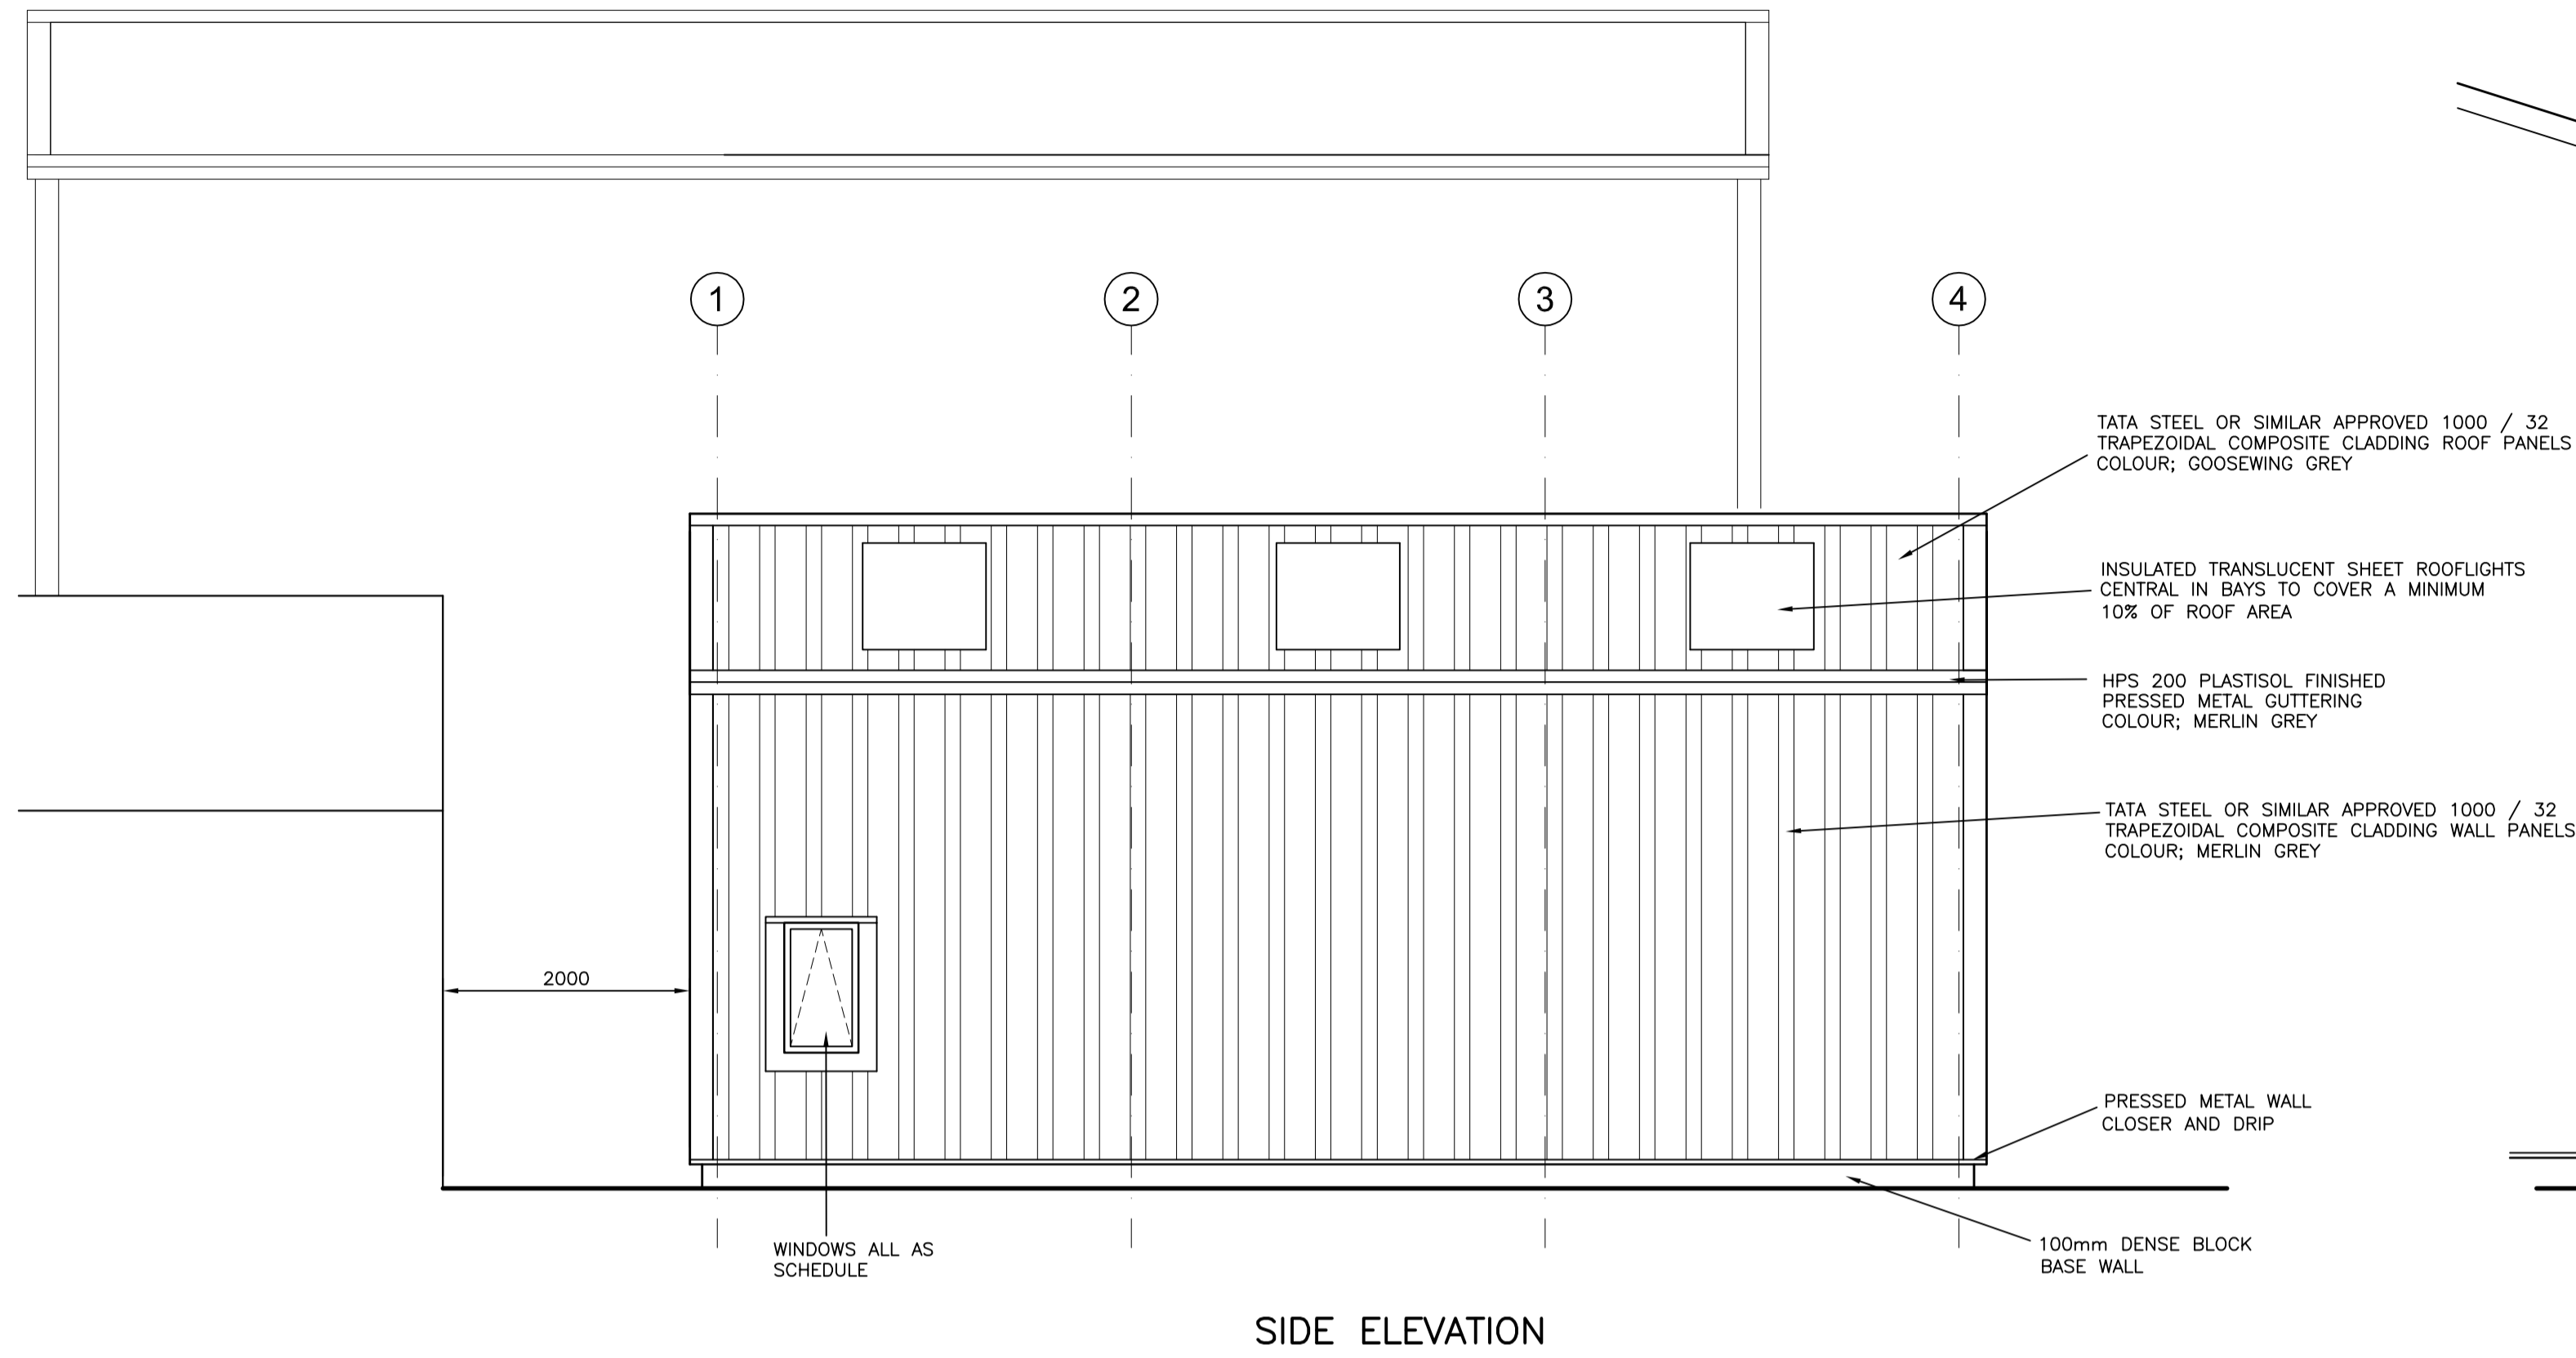 1 2 3 4
TATA STEEL OR SIMILAR APPROVED 1000 / 32
TRAPEZOIDAL COMPOSITE CLADDING ROOF PANELS
COLOUR; GOOSEWING GREY
INSULATED TRANSLUCENT SHEET ROOFLIGHTS
CENTRAL IN BAYS TO COVER A MINIMUM
10% OF ROOF AREA
HPS 200 PLASTISOL FINISHED
PRESSED METAL GUTTERING
COLOUR; MERLIN GREY
TATA STEEL OR SIMILAR APPROVED 1000 / 32
TRAPEZOIDAL COMPOSITE CLADDING WALL PANELS
COLOUR; MERLIN GREY
2000
PRESSED METAL WALL
CLOSER AND DRIP
WINDOWS ALL AS
SCHEDULE
100mm DENSE BLOCK
BASE WALL
SIDE ELEVATION